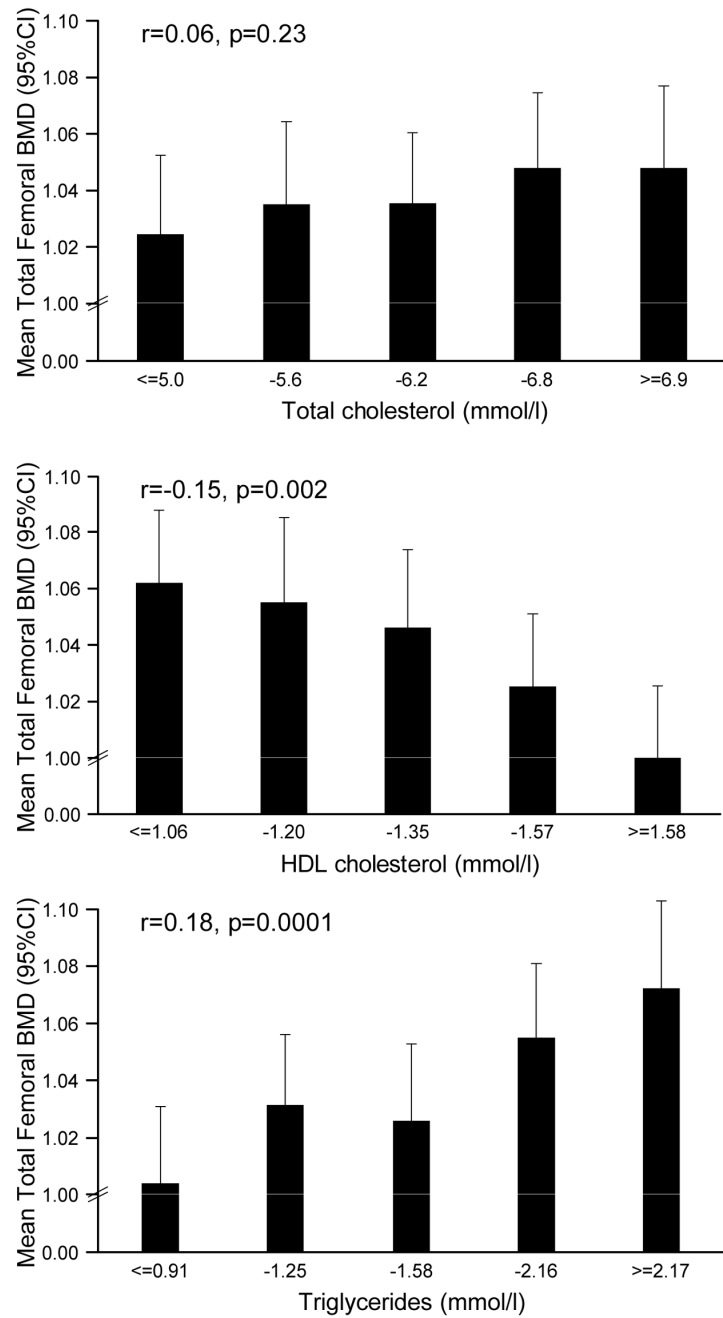 Mean Total Femoral BMD (95%CI)
r=0.06, p=0.23
1.10
1.08
1.06
1.04
1.02
1.00
0.00
<=5.0 -5.6 -6.2 -6.8 >=6.9
Total cholesterol (mmol/l)
Mean Total Femoral BMD (95%CI)
r=-0.15, p=0.002
1.10
1.08
1.06
1.04
1.02
1.00
0.00
<=1.06 -1.20 -1.35 -1.57 >=1.58
HDL cholesterol (mmol/l)
Mean Total Femoral BMD (95%CI)
r=0.18, p=0.0001
1.10
1.08
1.06
1.04
1.02
1.00
0.00
<=0.91 -1.25 -1.58 -2.16 >=2.17
Triglycerides (mmol/l)